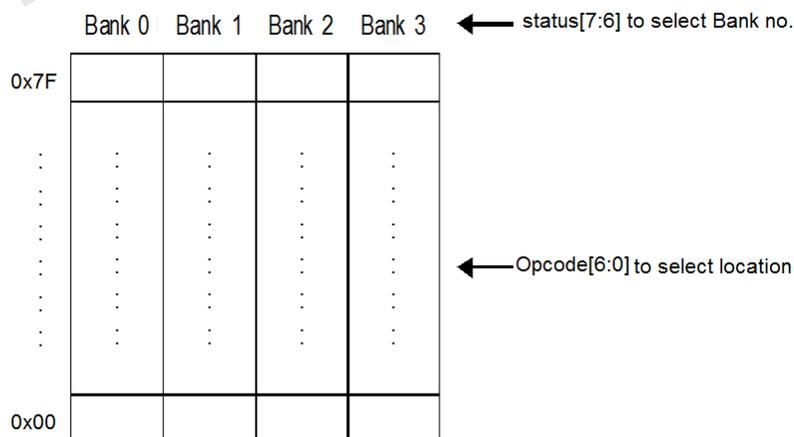 Bank 0 Bank 1 Bank 2 Bank 3 status[7:6] to select Bank no.
0x7F
Opcode[6:0] to select location
0x00